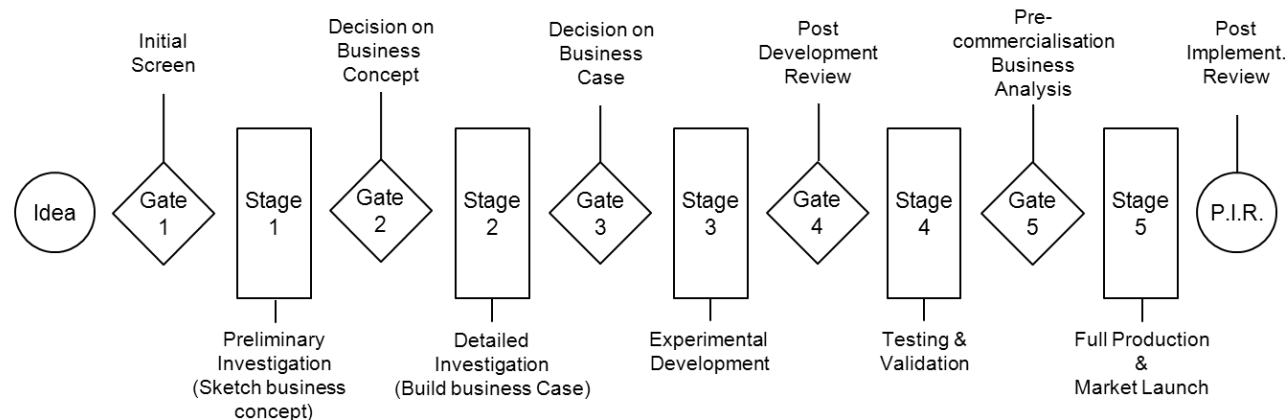 Initial
Screen
Decision on
Business
Concept
Decision on
Business
Case
Post
Development
Review
Pre-
commercialisation
Business
Analysis
Post
Implement.
Review
Idea
Gate
1
Stage
1
Gate
2
Stage
2
Gate
3
Stage
3
Gate
4
Stage
4
Gate
5
Stage
5
P.I.R.
Preliminary
Investigation
(Sketch business
concept)
Detailed
Investigation
(Build business Case)
Experimental
Development
Testing &
Validation
Full Production
&
Market Launch